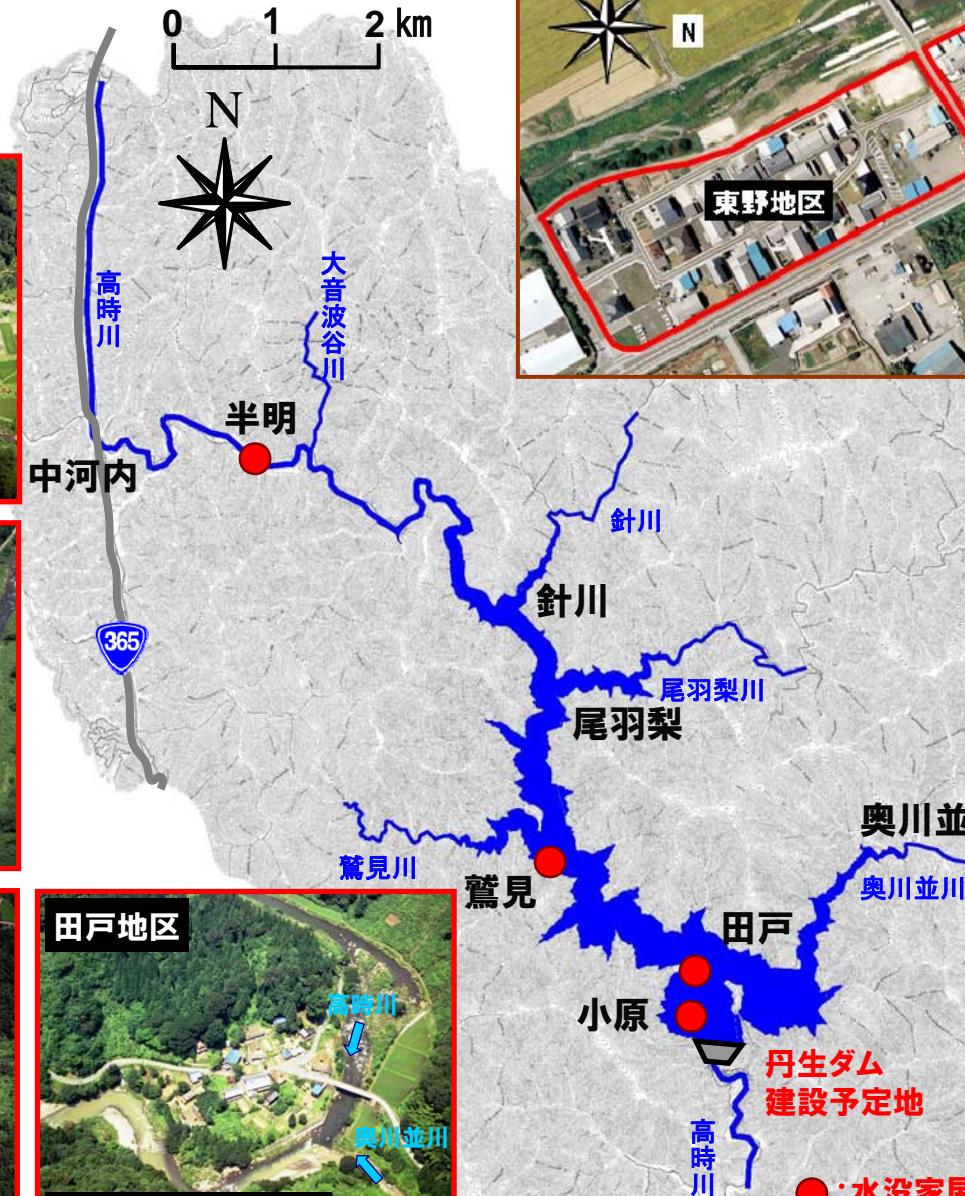 0 1 2 km
N
N
東野地区
高時川
大音波谷川
半明
中河内
針川
針川
365
尾羽梨川
尾羽梨
奥川並
鷲見川
奥川並川
鷲見
田戸
田戸地区
高時川
小原
丹生ダム
建設予定地
高時川
奥川並川
:水没家屋